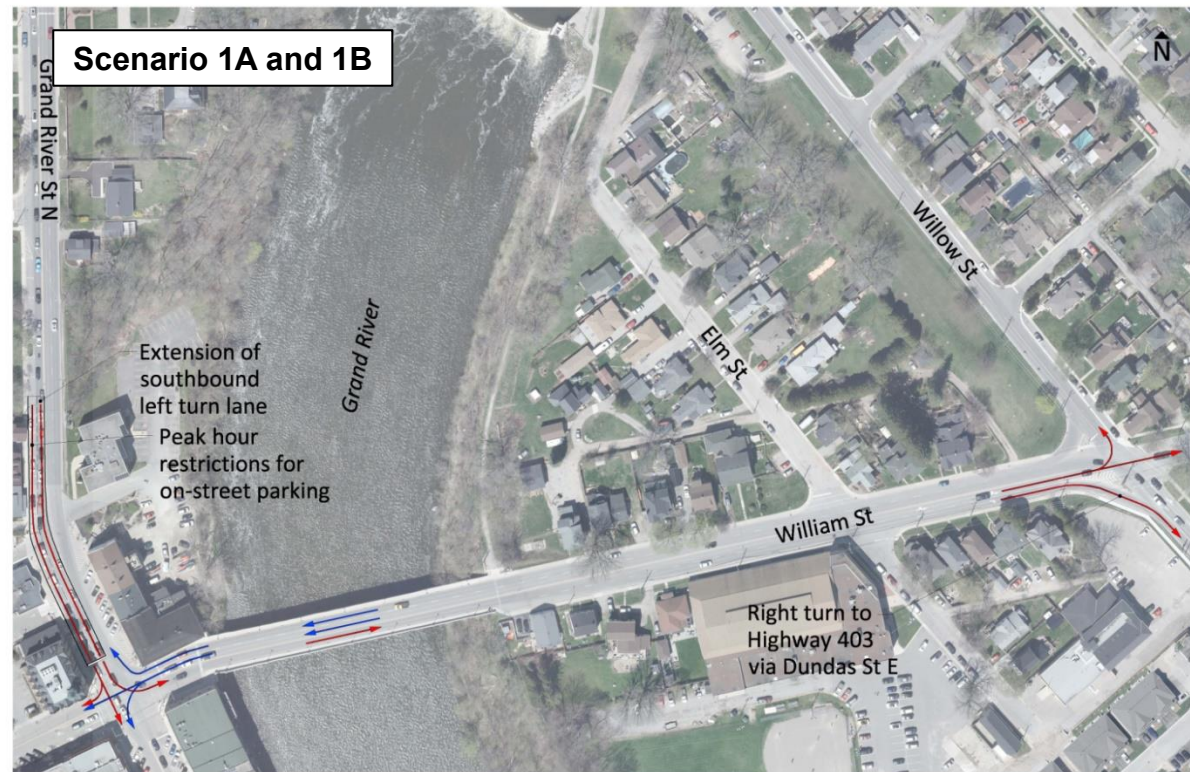 Scenario 1A and 1B
N
Grand River St N
Willow St
Grand River
Elm St
Extension of
southbound
left turn lane
Peak hour
restrictions for
on-street parking
William St
Right turn to
Highway 403
via Dundas St E